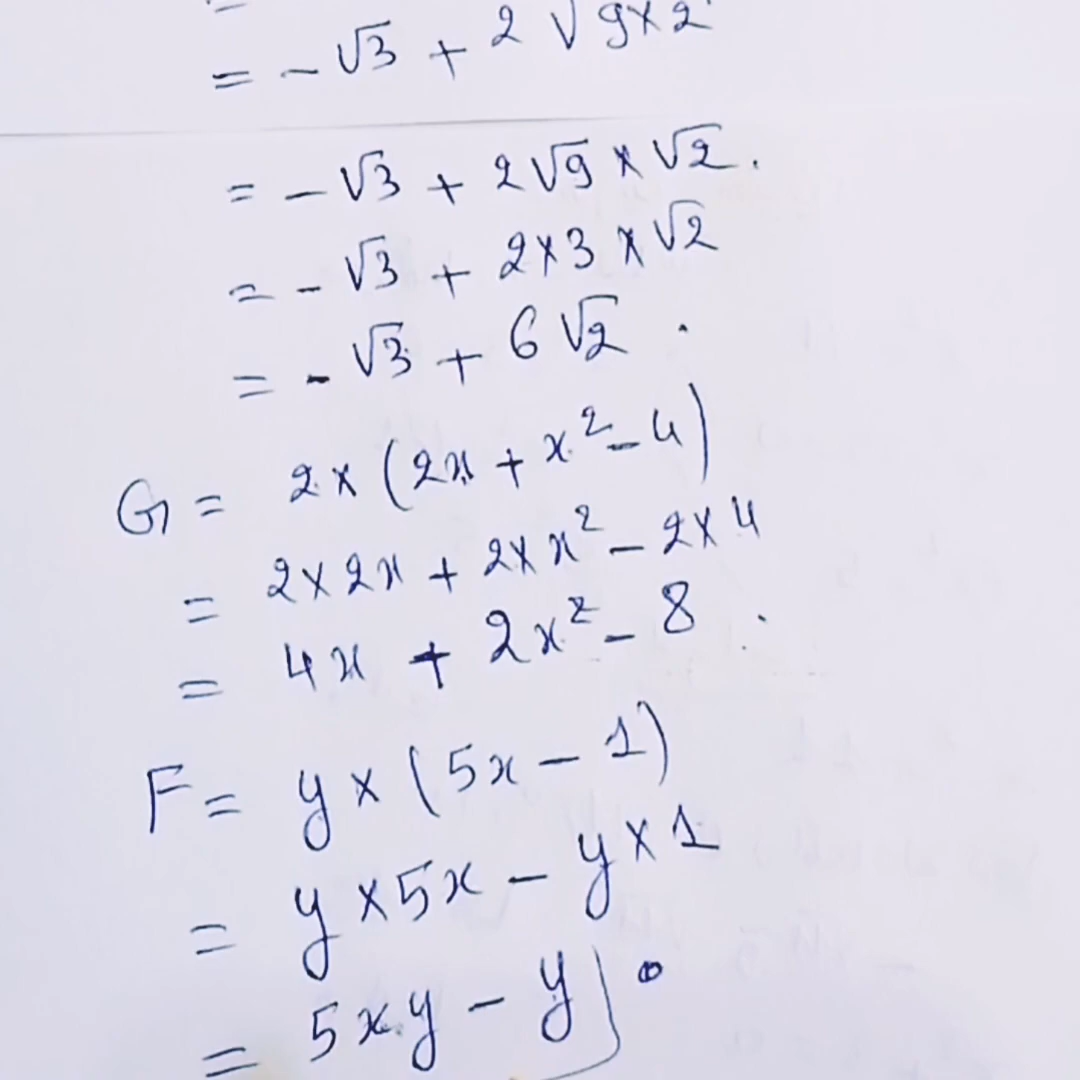 =
= - √3 + 2 √9×2
= - √3 + 2√9 × √2.
= - √3 + 2×3 × √2
= - √3 + 6 √2 .
G = 2× (2x + x² - 4)
= 2×2x + 2×x² - 2×4
= 4x + 2x² - 8 .
F = y × (5x - 1)
= y ×5x - y×1
= 5xy - y